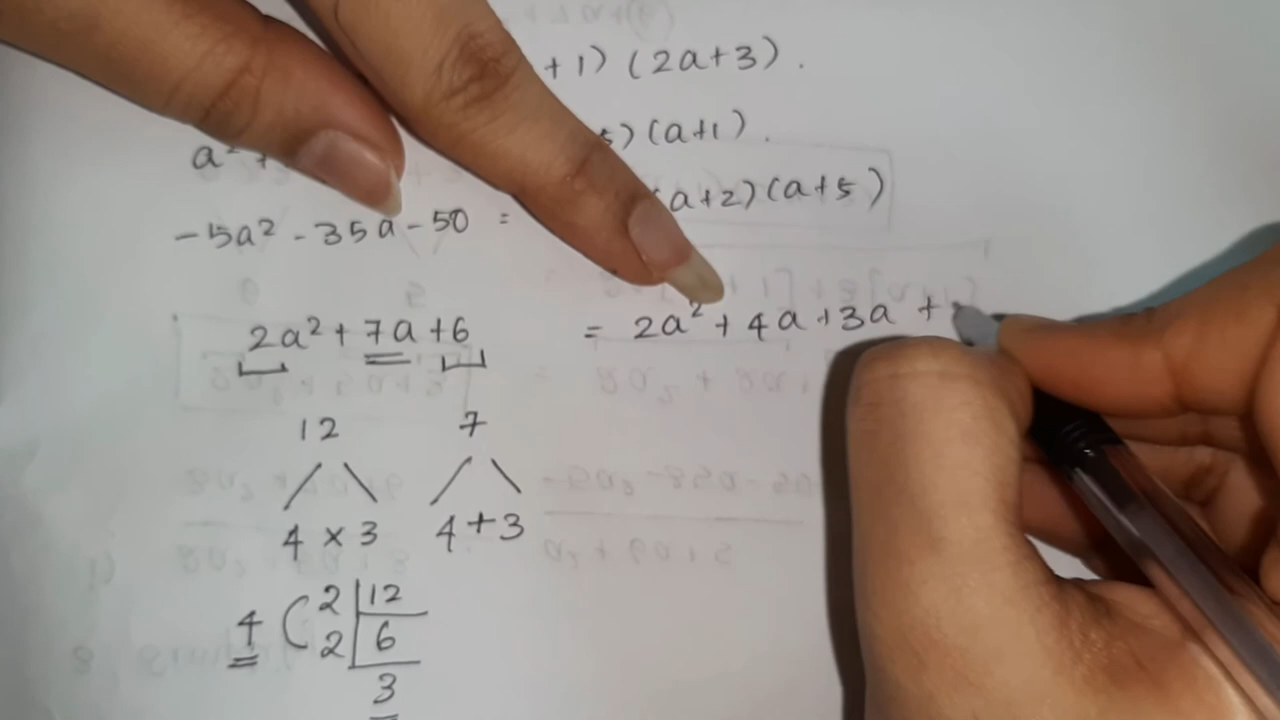 + 1) (2a+3).
a² +
) (a+1).
(a+2)(a+5)
-5a² - 35a - 50 =
2a² + 7a + 6 = 2a² + 4a + 3a +
12 7
4 × 3 4+3
2 12
4 ( 2 6
3